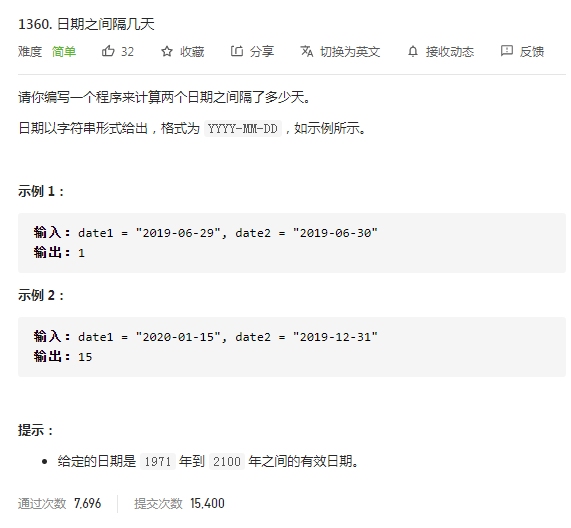 1360. 日期之间隔几天
难度 简单 32 收藏 分享 切换为英文 接收动态 反馈
请你编写一个程序来计算两个日期之间隔了多少天。
日期以字符串形式给出，格式为 YYYY-MM-DD，如示例所示。
示例 1：
输入：date1 = "2019-06-29", date2 = "2019-06-30"
输出：1
示例 2：
输入：date1 = "2020-01-15", date2 = "2019-12-31"
输出：15
提示：
• 给定的日期是 1971 年到 2100 年之间的有效日期。
通过次数 7,696 提交次数 15,400